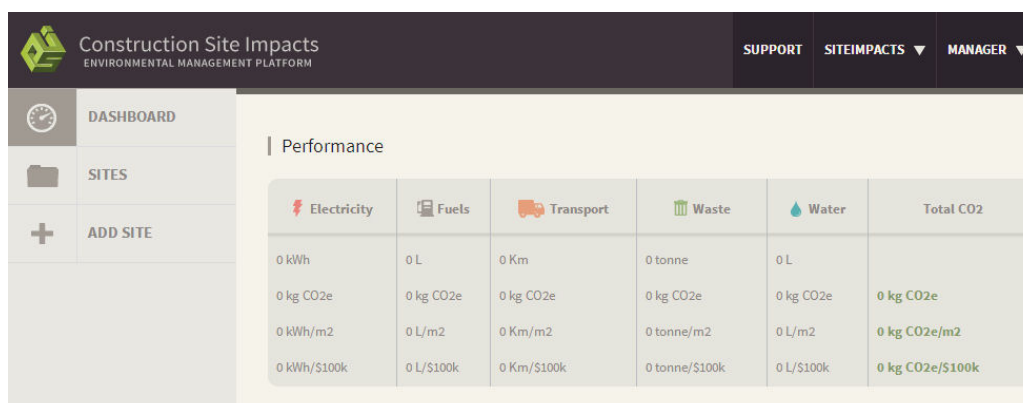 Construction Site Impacts
ENVIRONMENTAL MANAGEMENT PLATFORM
SUPPORT SITEIMPACTS ▼ MANAGER ▼
DASHBOARD
SITES
ADD SITE
Performance
Electricity Fuels Transport Waste Water Total CO2
0 kWh 0 L 0 Km 0 tonne 0 L
0 kg CO2e 0 kg CO2e 0 kg CO2e 0 kg CO2e 0 kg CO2e 0 kg CO2e
0 kWh/m2 0 L/m2 0 Km/m2 0 tonne/m2 0 L/m2 0 kg CO2e/m2
0 kWh/$100k 0 L/$100k 0 Km/$100k 0 tonne/$100k 0 L/$100k 0 kg CO2e/$100k